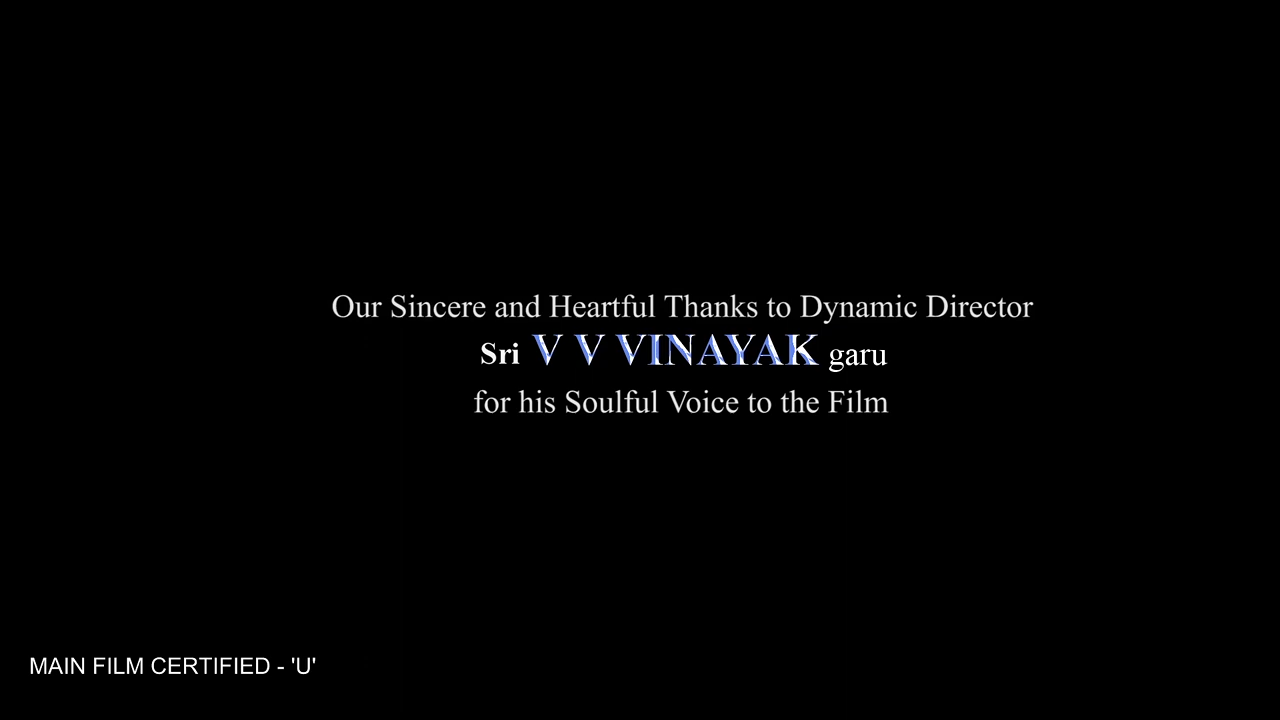 Our Sincere and Heartful Thanks to Dynamic Director
Sri V V VINAYAK garu
for his Soulful Voice to the Film
MAIN FILM CERTIFIED - 'U'